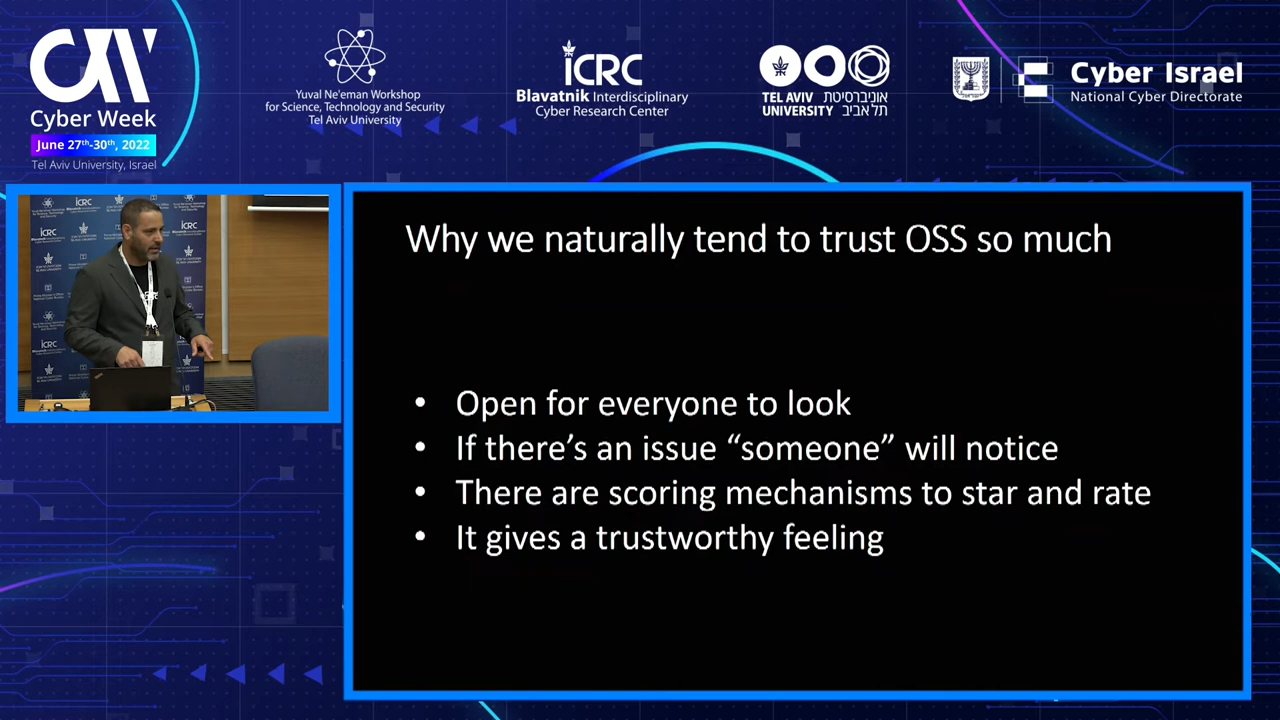 Cyber Week
June 27th-30th, 2022
Tel Aviv University, Israel
Yuval Ne'eman Workshop
for Science, Technology and Security
Tel Aviv University
ICRC
Blavatnik Interdisciplinary
Cyber Research Center
TEL AVIV אוניברסיטת
UNIVERSITY תל אביב
Cyber Israel
National Cyber Directorate
ICRC
ICRC
ICRC
Why we naturally tend to trust OSS so much
• Open for everyone to look
• If there’s an issue “someone” will notice
• There are scoring mechanisms to star and rate
• It gives a trustworthy feeling